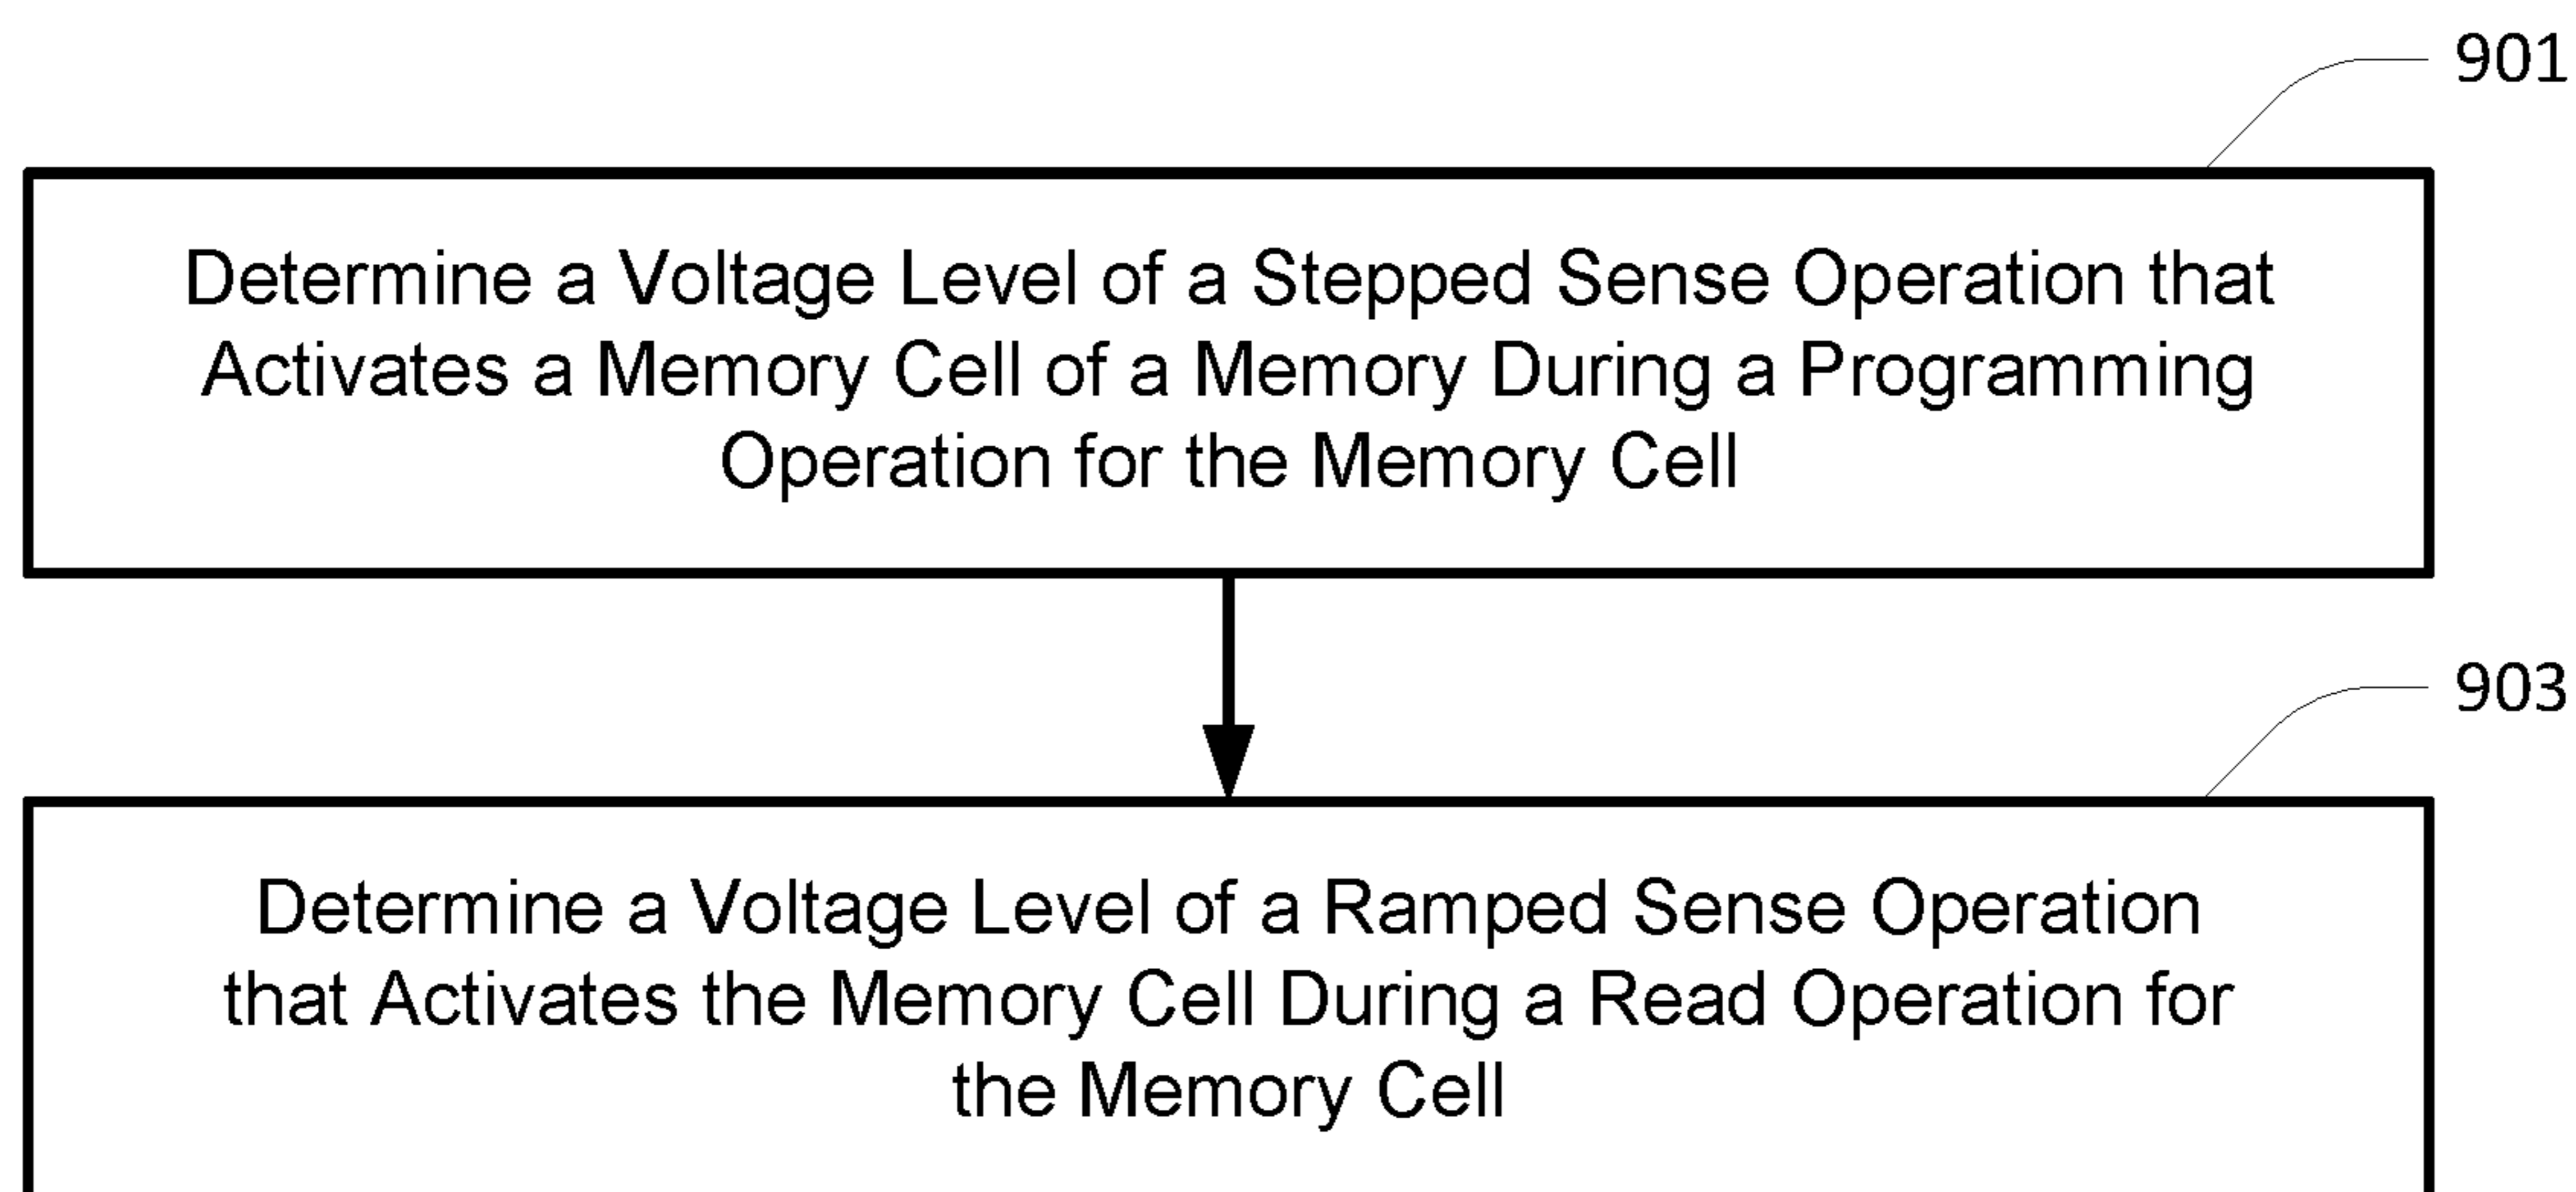 901
Determine a Voltage Level of a Stepped Sense Operation that
Activates a Memory Cell of a Memory During a Programming
Operation for the Memory Cell
903
Determine a Voltage Level of a Ramped Sense Operation
that Activates the Memory Cell During a Read Operation for
the Memory Cell